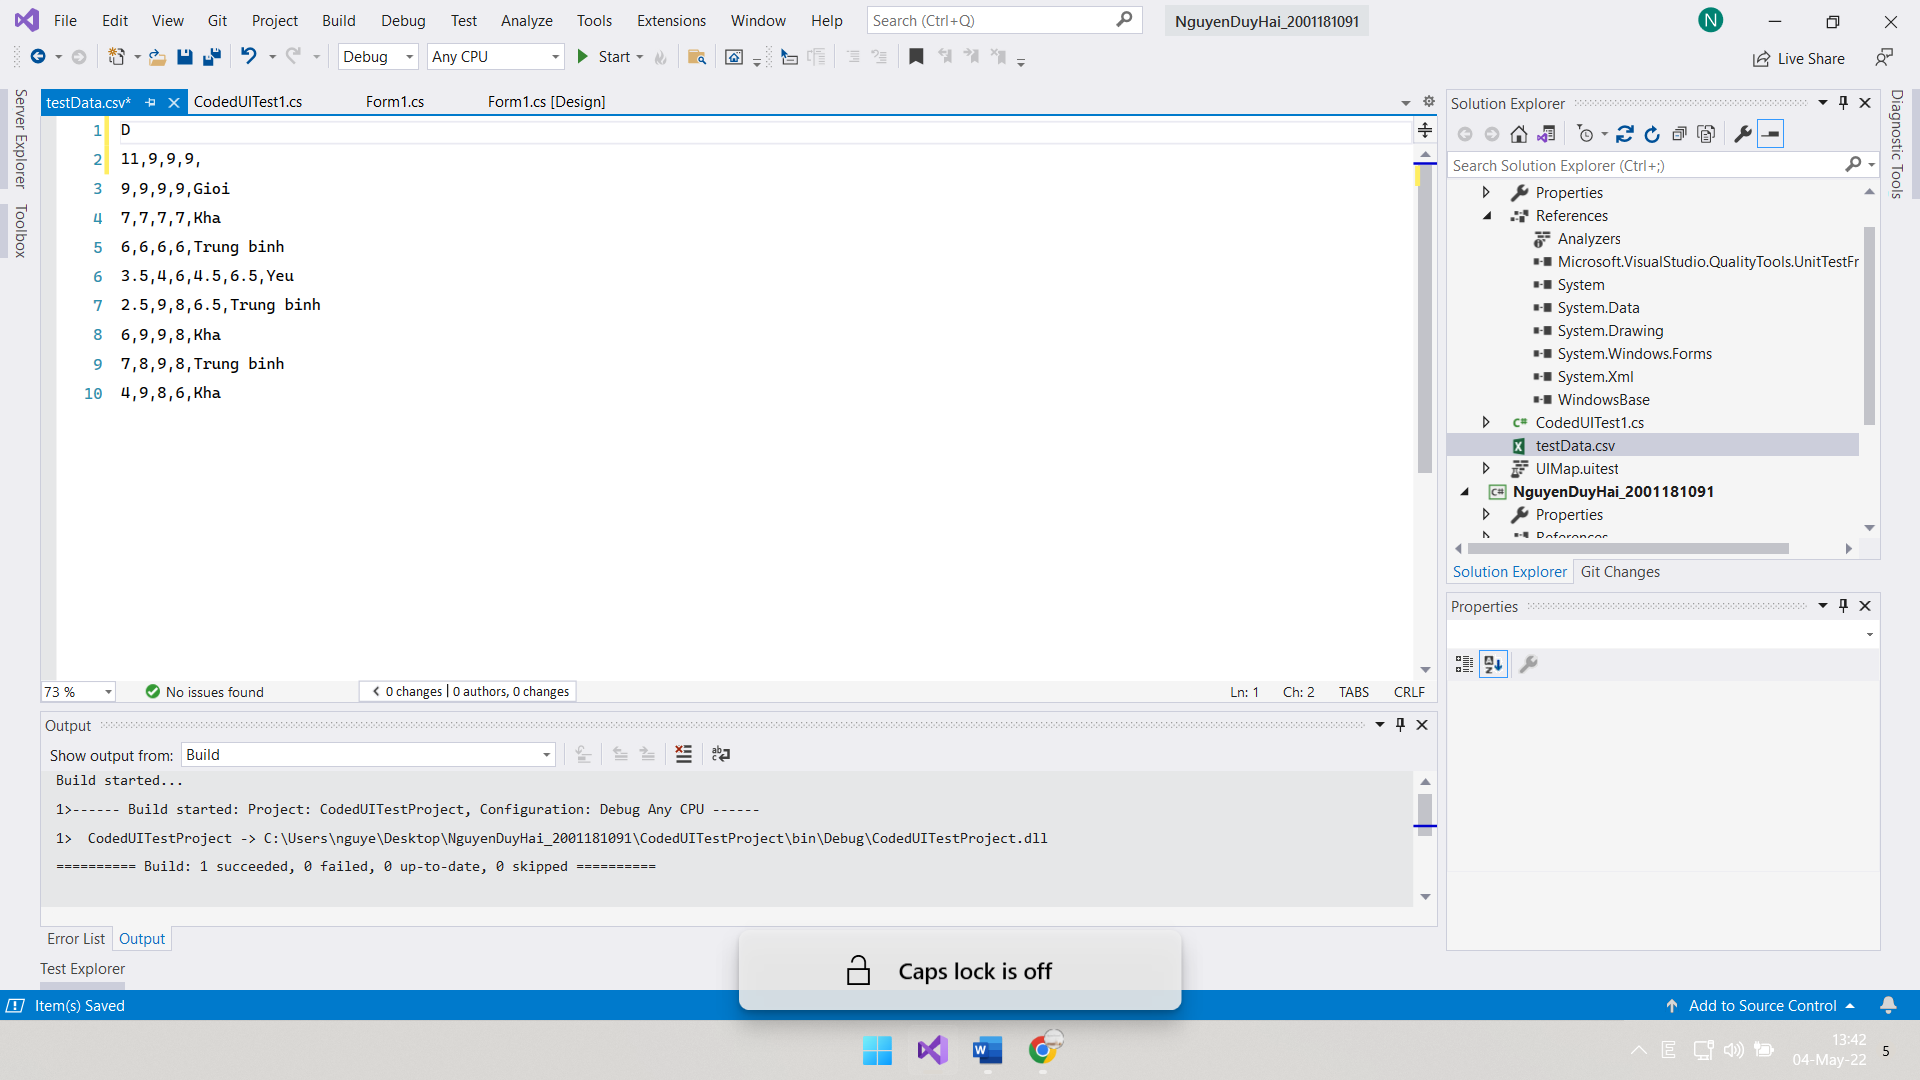 File Edit View Git Project Build Debug Test Analyze Tools Extensions Window Help Search (Ctrl+Q) NguyenDuyHai_2001181091 N
Debug Any CPU Start Live Share
Server Explorer
Toolbox
testData.csv* CodedUITest1.cs Form1.cs Form1.cs [Design]
1 D
2 11,9,9,9,
3 9,9,9,9,Gioi
4 7,7,7,7,Kha
5 6,6,6,6,Trung binh
6 3.5,4,6,4.5,6.5,Yeu
7 2.5,9,8,6.5,Trung binh
8 6,9,9,8,Kha
9 7,8,9,8,Trung binh
10 4,9,8,6,Kha
73 % No issues found 0 changes | 0 authors, 0 changes Ln: 1 Ch: 2 TABS CRLF
Output
Show output from: Build
Build started...
1>------ Build started: Project: CodedUITestProject, Configuration: Debug Any CPU ------
1>  CodedUITestProject -> C:\Users\nguye\Desktop\NguyenDuyHai_2001181091\CodedUITestProject\bin\Debug\CodedUITestProject.dll
========== Build: 1 succeeded, 0 failed, 0 up-to-date, 0 skipped ==========
Error List Output
Test Explorer
Solution Explorer
Search Solution Explorer (Ctrl+;)
Properties
References
Analyzers
Microsoft.VisualStudio.QualityTools.UnitTestFr
System
System.Data
System.Drawing
System.Windows.Forms
System.Xml
WindowsBase
CodedUITest1.cs
testData.csv
UIMap.uitest
NguyenDuyHai_2001181091
Properties
References
Solution Explorer Git Changes
Properties
Diagnostic Tools
Caps lock is off
Item(s) Saved Add to Source Control
13:42
04-May-22 5